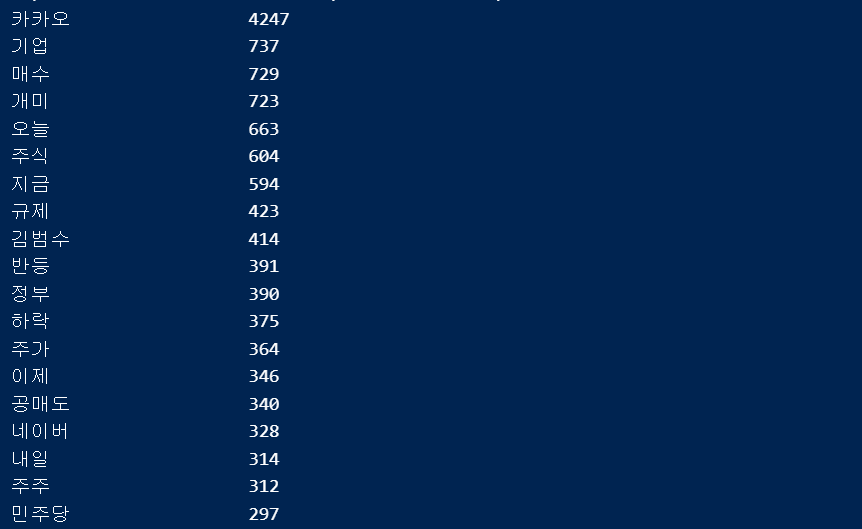 카카오 4247
기업 737
매수 729
개미 723
오늘 663
주식 604
지금 594
규제 423
김범수 414
반등 391
정부 390
하락 375
주가 364
이제 346
공매도 340
네이버 328
내일 314
주주 312
민주당 297